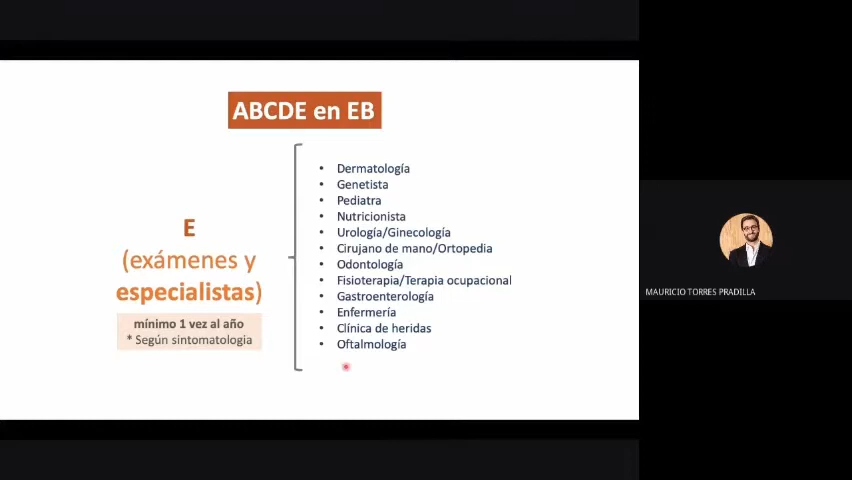 ABCDE en EB
E
(exámenes y
especialistas)
mínimo 1 vez al año
* Según sintomatologia
• Dermatología
• Genetista
• Pediatra
• Nutricionista
• Urología/Ginecología
• Cirujano de mano/Ortopedia
• Odontología
• Fisioterapia/Terapia ocupacional
• Gastroenterología
• Enfermería
• Clínica de heridas
• Oftalmología
MAURICIO TORRES PRADILLA